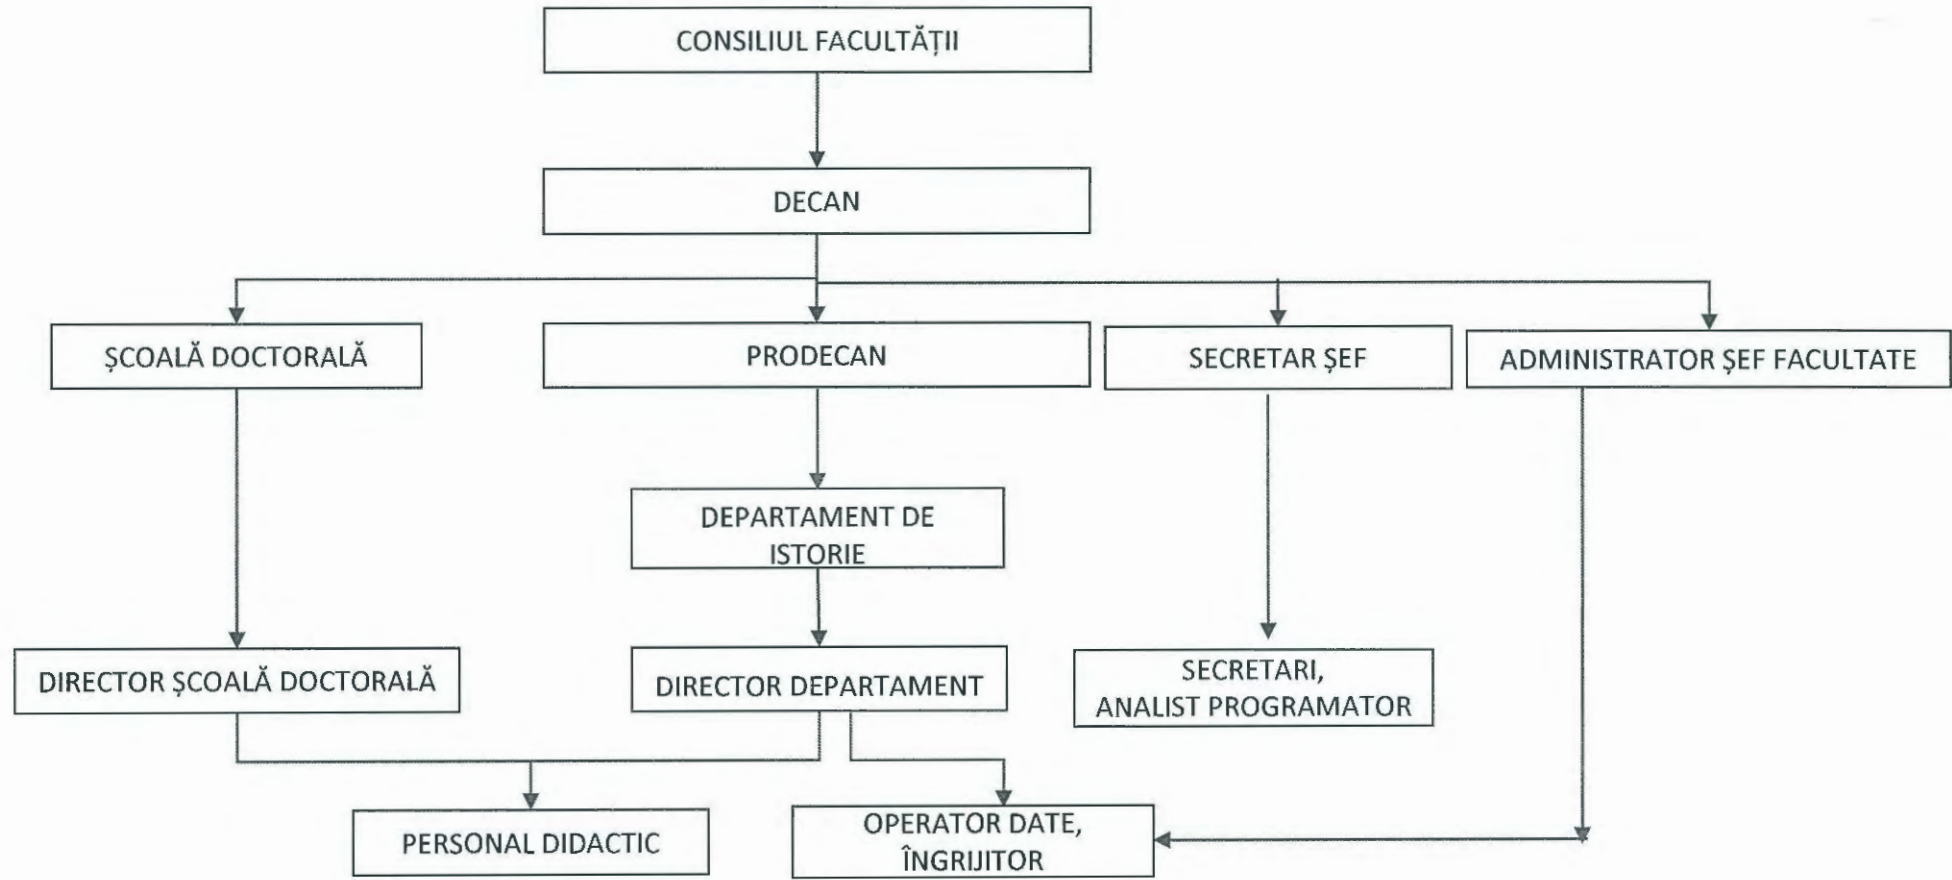 CONSILIUL FACULTĂȚII
DECAN
ȘCOALĂ DOCTORALĂ
PRODECAN
SECRETAR ȘEF
ADMINISTRATOR ȘEF FACULTATE
DEPARTAMENT DE
ISTORIE
DIRECTOR ȘCOALĂ DOCTORALĂ
DIRECTOR DEPARTAMENT
SECRETARI,
ANALIST PROGRAMATOR
PERSONAL DIDACTIC
OPERATOR DATE,
ÎNGRIJITOR